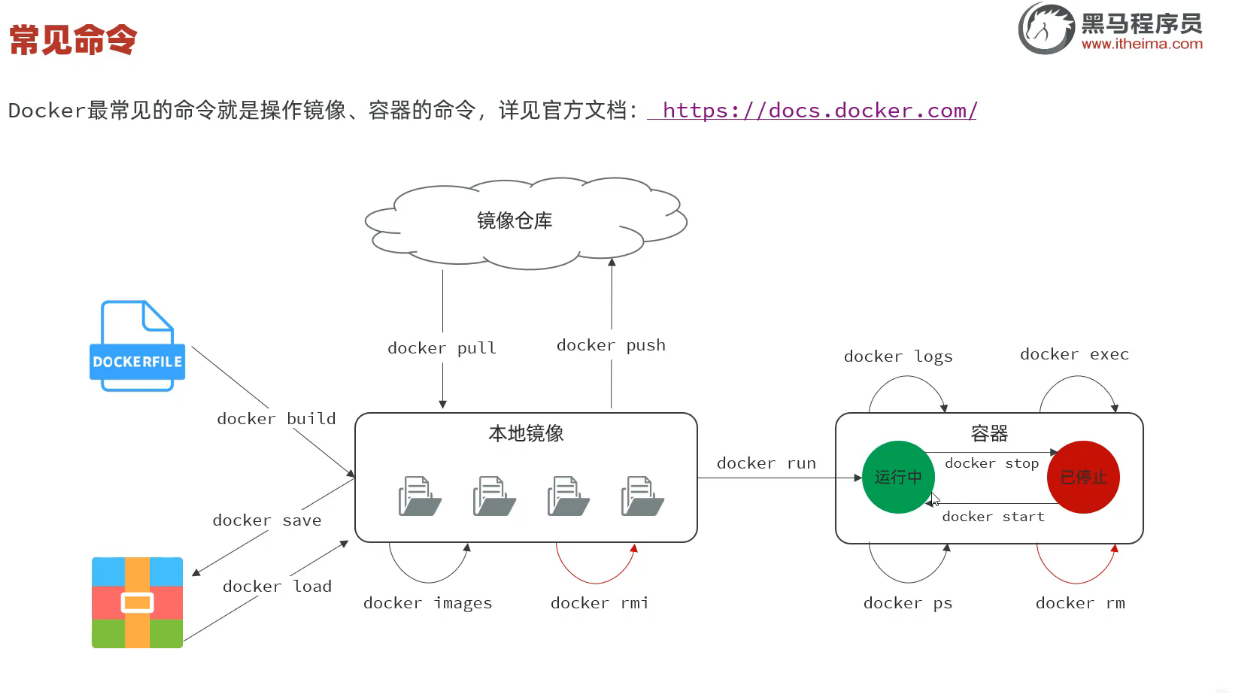 常见命令
黑马程序员
www.itheima.com
Docker最常见的命令就是操作镜像、容器的命令，详见官方文档： https://docs.docker.com/
镜像仓库
docker pull
docker push
DOCKERFILE
docker build
docker save
docker load
本地镜像
docker images
docker rmi
docker run
docker logs
docker exec
容器
运行中
docker stop
已停止
docker start
docker ps
docker rm